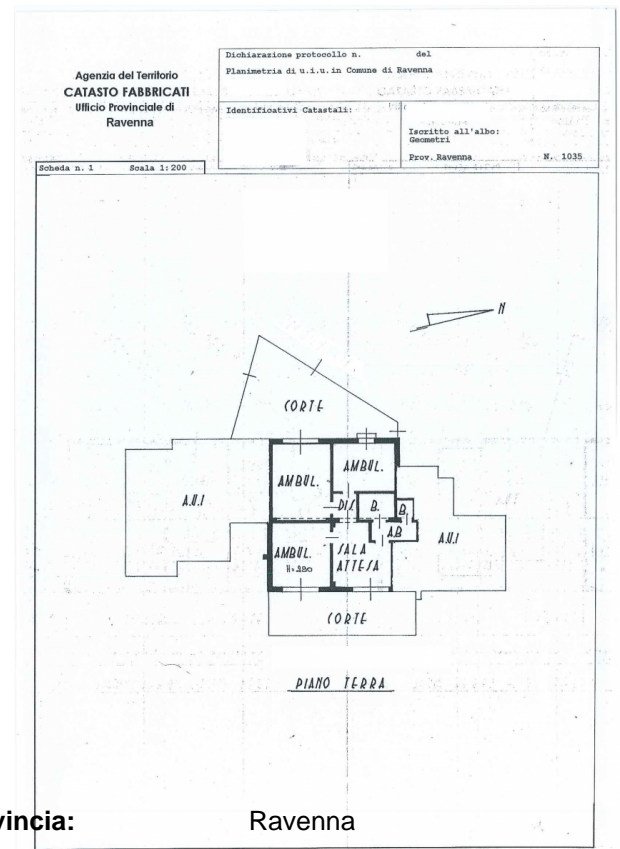 Agenzia del Territorio
CATASTO FABBRICATI
Ufficio Provinciale di
Ravenna
Dichiarazione protocollo n. del
Planimetria di u.i.u. in Comune di Ravenna
Identificativi Catastali:
Iscritto all'albo:
Geometri
Prov. Ravenna N. 1035
Scheda n. 1 Scala 1:200
N
CORTE
AMBUL.
AMBUL.
A.U.I
DIS.
B.
B.
A.B
A.U.I
AMBUL.
H=280
SALA
ATTESA
CORTE
PIANO TERRA
vincia: Ravenna